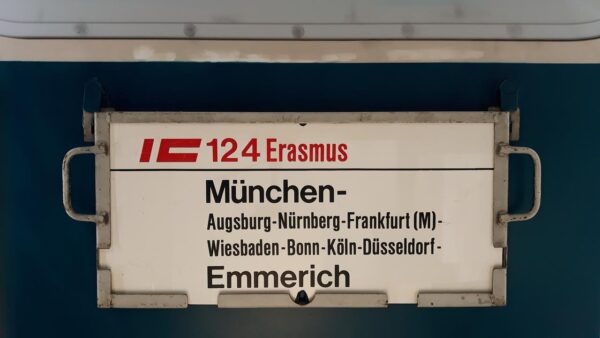 IC 124 Erasmus
München-
Augsburg-Nürnberg-Frankfurt (M)-
Wiesbaden-Bonn-Köln-Düsseldorf-
Emmerich